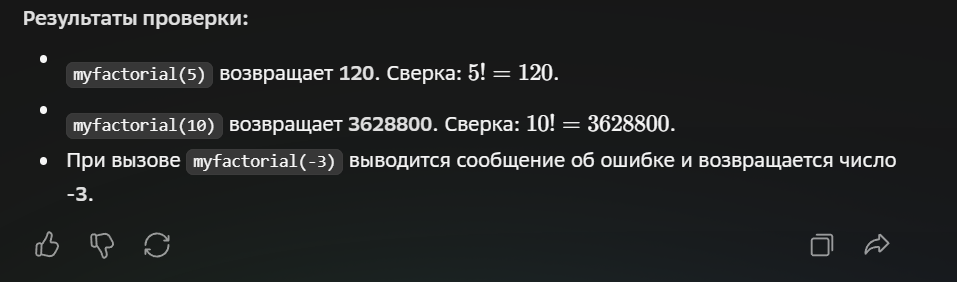 Результаты проверки:
myfactorial(5) возвращает 120. Сверка: 5! = 120.
myfactorial(10) возвращает 3628800. Сверка: 10! = 3628800.
При вызове myfactorial(-3) выводится сообщение об ошибке и возвращается число
-3.